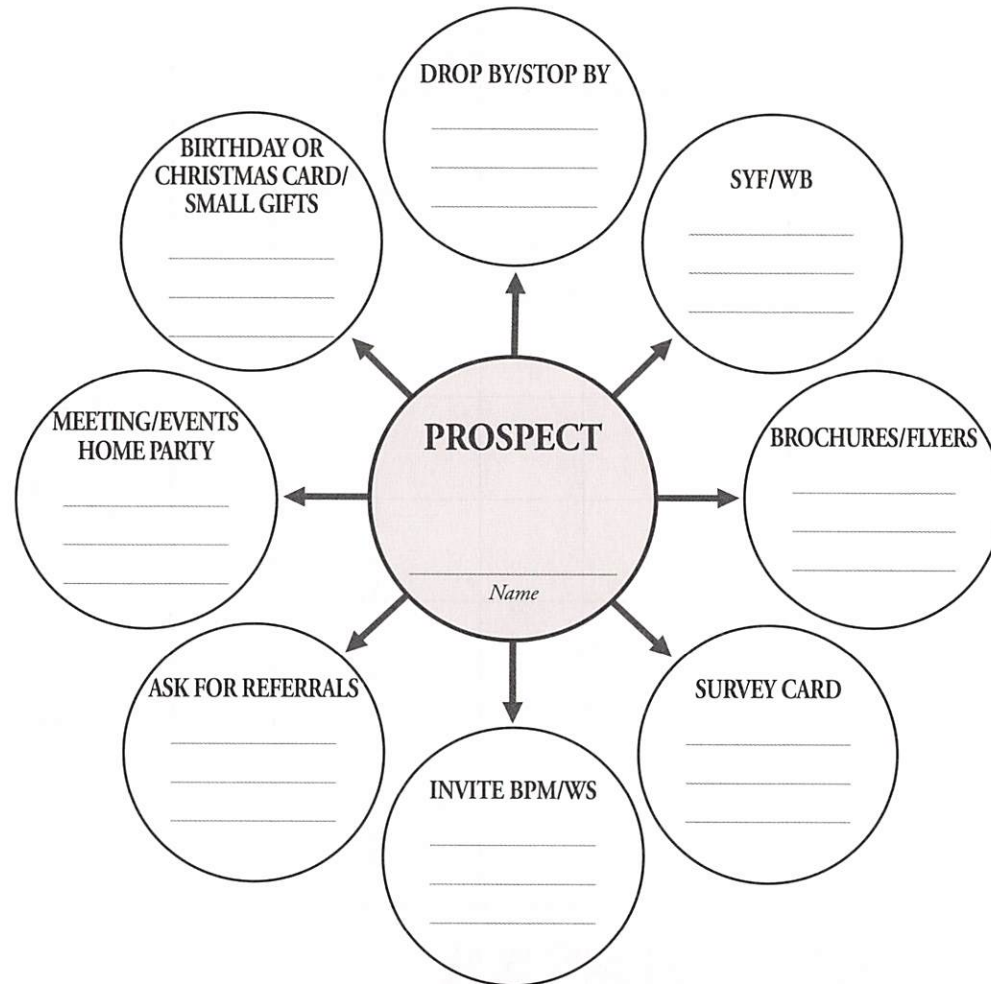 DROP BY/STOP BY
BIRTHDAY OR
CHRISTMAS CARD/
SMALL GIFTS
SYF/WB
MEETING/EVENTS
HOME PARTY
PROSPECT
Name
BROCHURES/FLYERS
ASK FOR REFERRALS
SURVEY CARD
INVITE BPM/WS